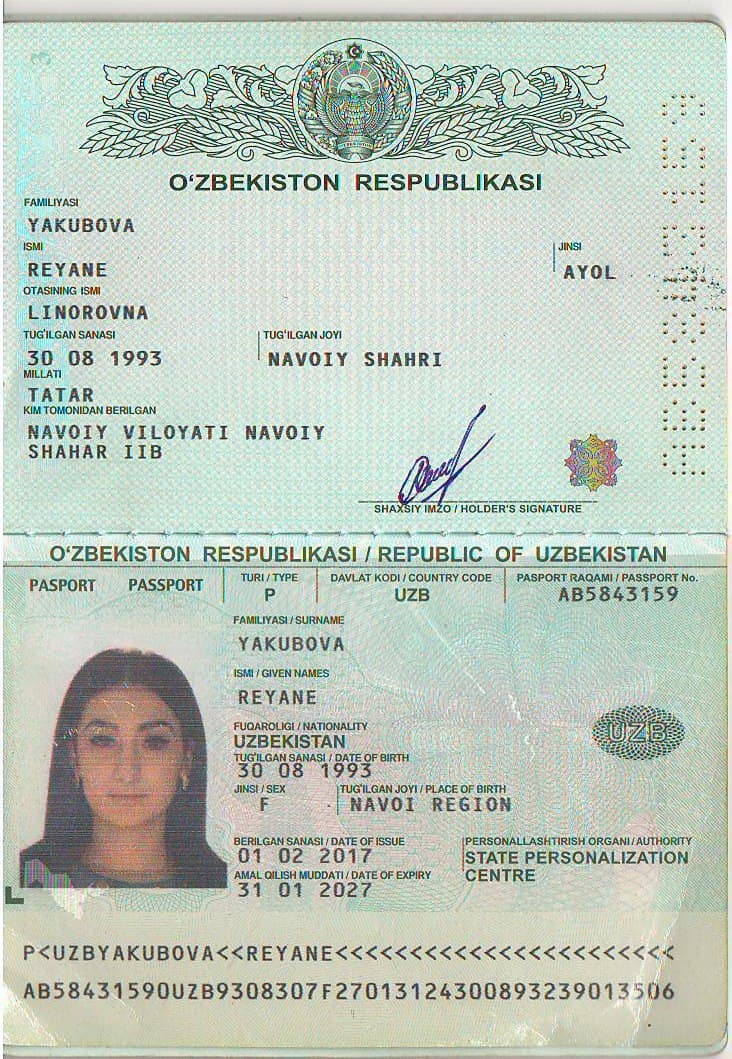 O‘ZBEKISTON RESPUBLIKASI
FAMILIYASI
YAKUBOVA
ISMI
REYANE
JINSI
AYOL
OTASINING ISMI
LINOROVNA
TUG‘ILGAN SANASI
30 08 1993
TUG‘ILGAN JOYI
NAVOIY SHAHRI
MILLATI
TATAR
KIM TOMONIDAN BERILGAN
NAVOIY VILOYATI NAVOIY
SHAHAR IIB
SHAXSIY IMZO / HOLDER'S SIGNATURE
AB5843159
O‘ZBEKISTON RESPUBLIKASI / REPUBLIC OF UZBEKISTAN
PASPORT PASSPORT
TURI / TYPE
P
DAVLAT KODI / COUNTRY CODE
UZB
PASPORT RAQAMI / PASSPORT No.
AB5843159
FAMILIYASI / SURNAME
YAKUBOVA
ISMI / GIVEN NAMES
REYANE
FUQAROLIGI / NATIONALITY
UZBEKISTAN
UZB
TUG‘ILGAN SANASI / DATE OF BIRTH
30 08 1993
JINSI / SEX
F
TUG‘ILGAN JOYI / PLACE OF BIRTH
NAVOI REGION
BERILGAN SANASI / DATE OF ISSUE
01 02 2017
PERSONALLASHTIRISH ORGANI / AUTHORITY
STATE PERSONALIZATION
CENTRE
AMAL QILISH MUDDATI / DATE OF EXPIRY
31 01 2027
P<UZBYAKUBOVA<<REYANE<<<<<<<<<<<<<<<<<<<<<<<
AB58431590UZB9308307F27013124300893239013506